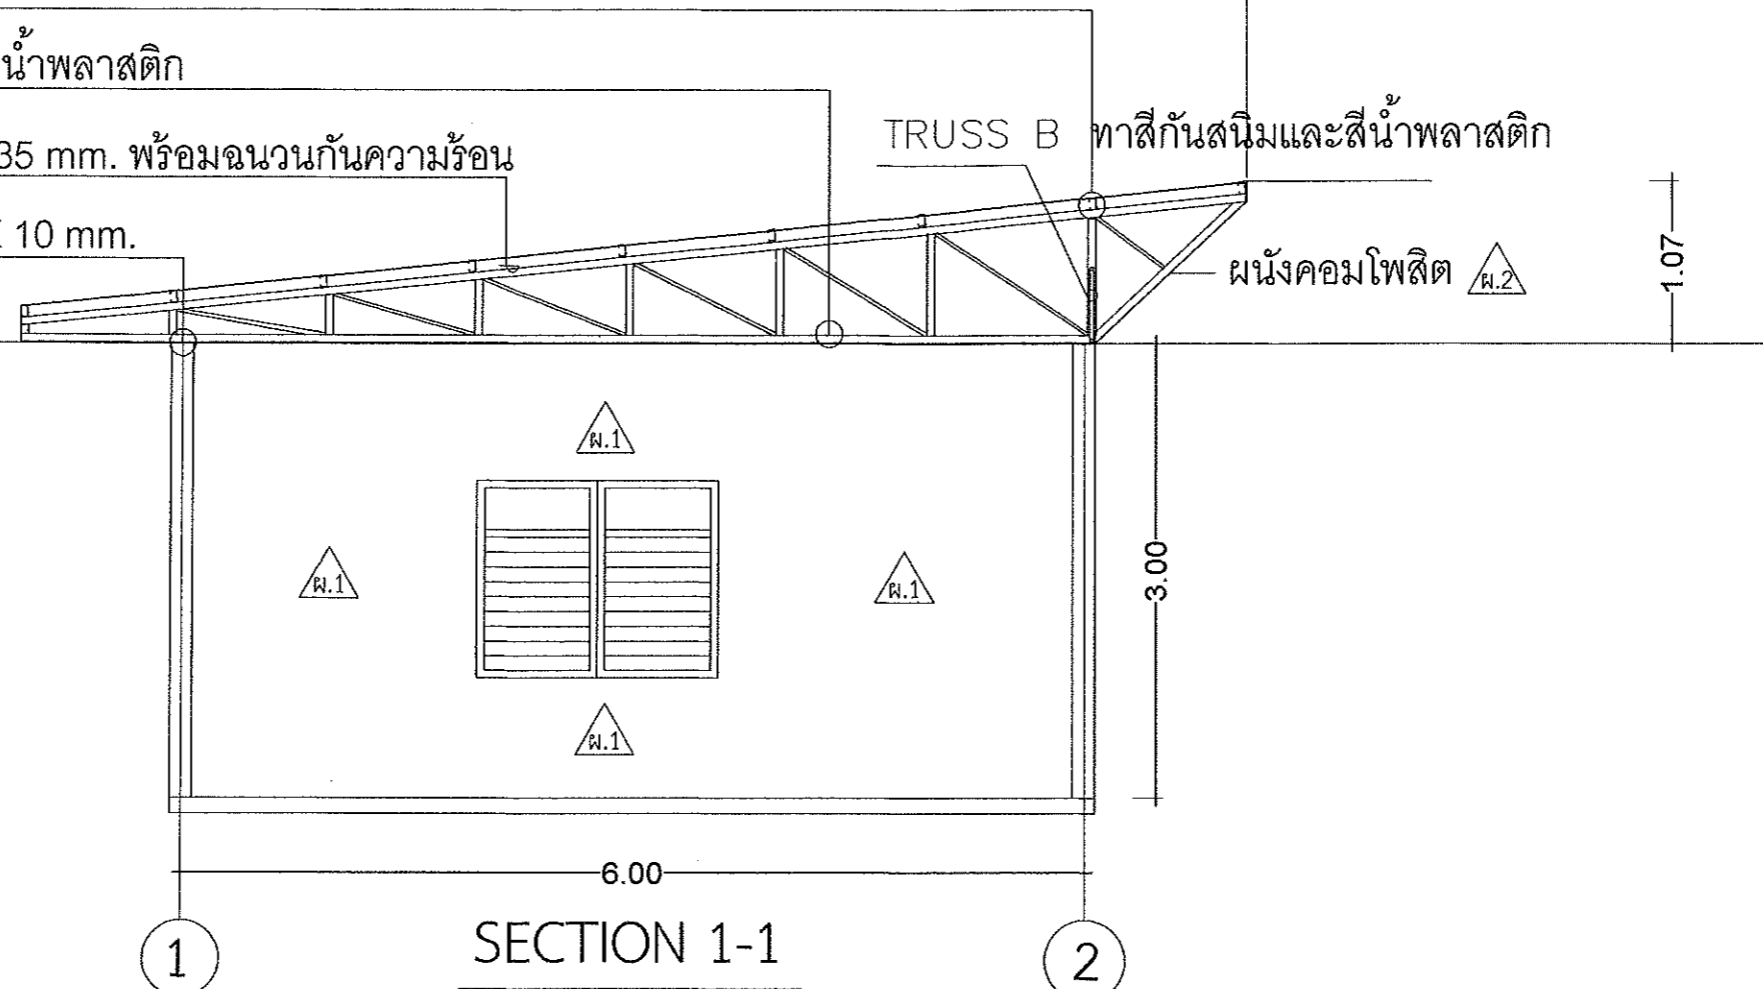 น้ำพลาสติก
TRUSS B ทาสีกันสนิมและสีน้ำพลาสติก
35 mm. พร้อมฉนวนกันความร้อน
10 mm.
ผนังคอมโพสิต ผ.2
1.07
ผ.1
ผ.1
ผ.1
3.00
ผ.1
6.00
SECTION 1-1
1
2